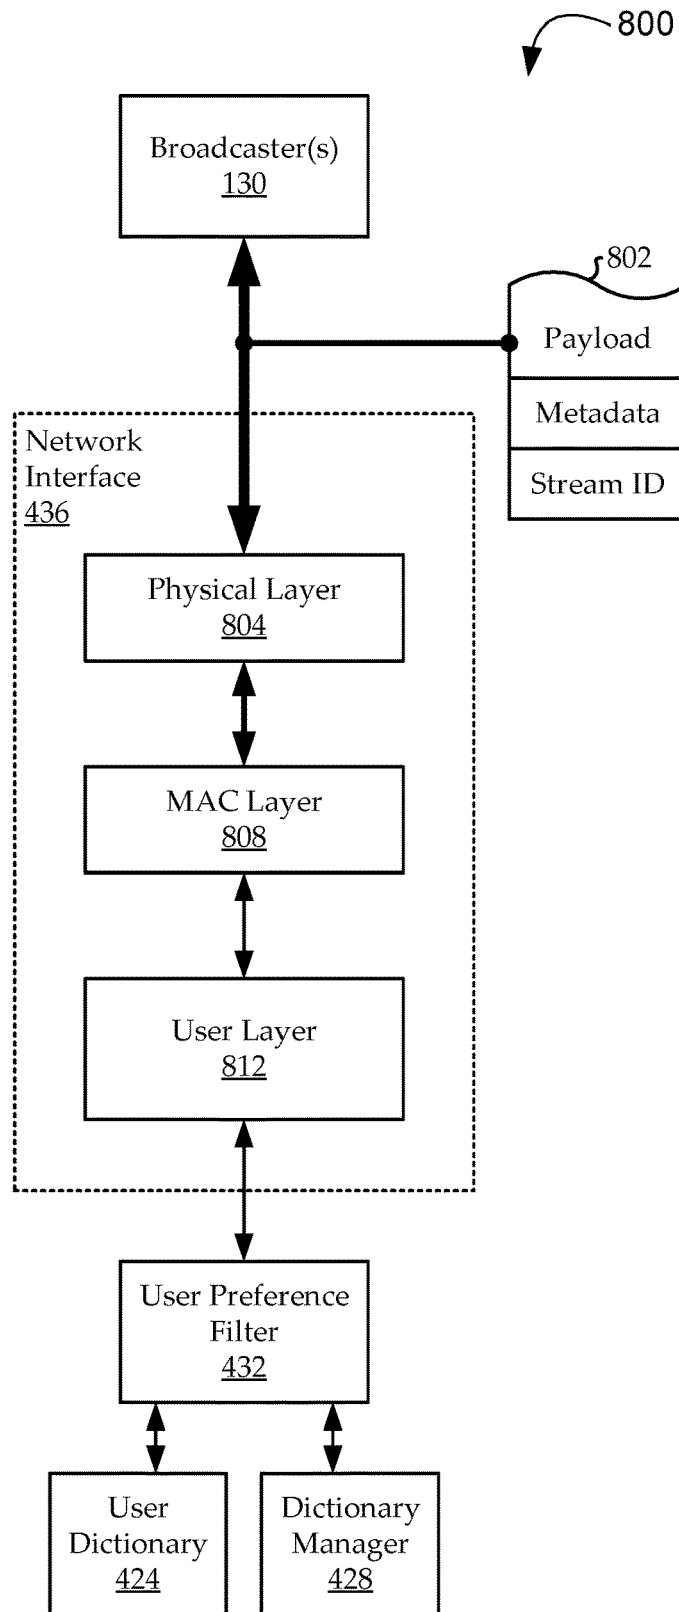 800
Broadcaster(s)
130
802
Payload
Metadata
Stream ID
Network
Interface
436
Physical Layer
804
MAC Layer
808
User Layer
812
User Preference
Filter
432
User
Dictionary
424
Dictionary
Manager
428